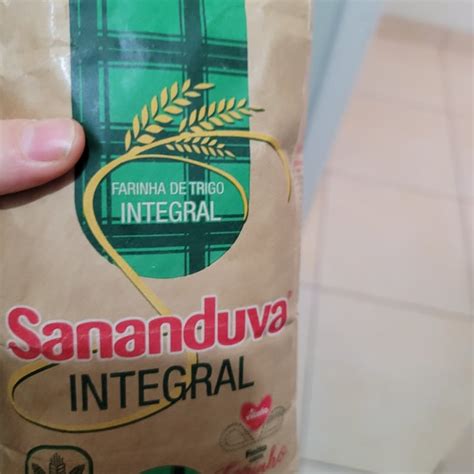 FARINHA DE TRIGO
INTEGRAL
Sananduva
INTEGRAL